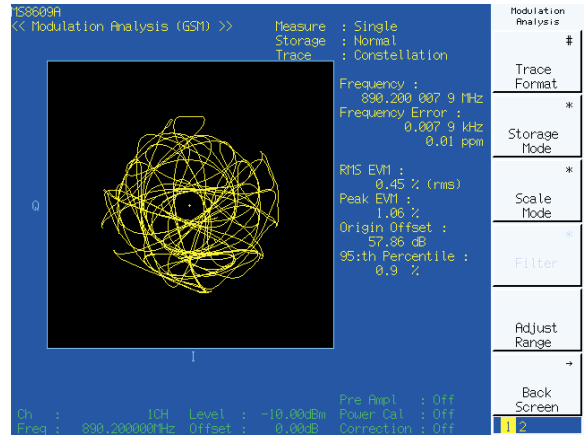 MS8609A
<< Modulation Analysis (GSM) >>
Measure : Single
Storage : Normal
Trace : Constellation
Frequency :
890.200 007 9 MHz
Frequency Error :
0.007 9 kHz
0.01 ppm
RMS EVM :
0.45 % (rms)
Peak EVM :
1.06 %
Origin Offset :
57.86 dB
95:th Percentile :
0.9 %
Q
I
Pre Ampl : Off
Ch : 1CH Level : -10.00dBm Power Cal : Off
Freq : 890.200000MHz Offset : 0.00dB Correction : Off
Modulation
Analysis
#
Trace
Format
*
Storage
Mode
*
Scale
Mode
*
Filter
Adjust
Range
→
Back
Screen
1 2